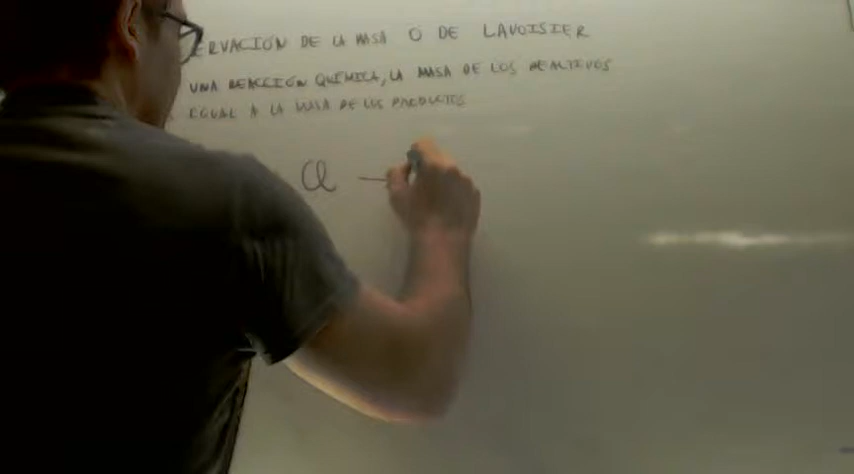 ERVACIÓN DE LA MASA O DE LAVOISIER
UNA REACCIÓN QUÍMICA, LA MASA DE LOS REACTIVOS
EQUAL A LA MASA DE LOS PRODUCTOS
Cl →